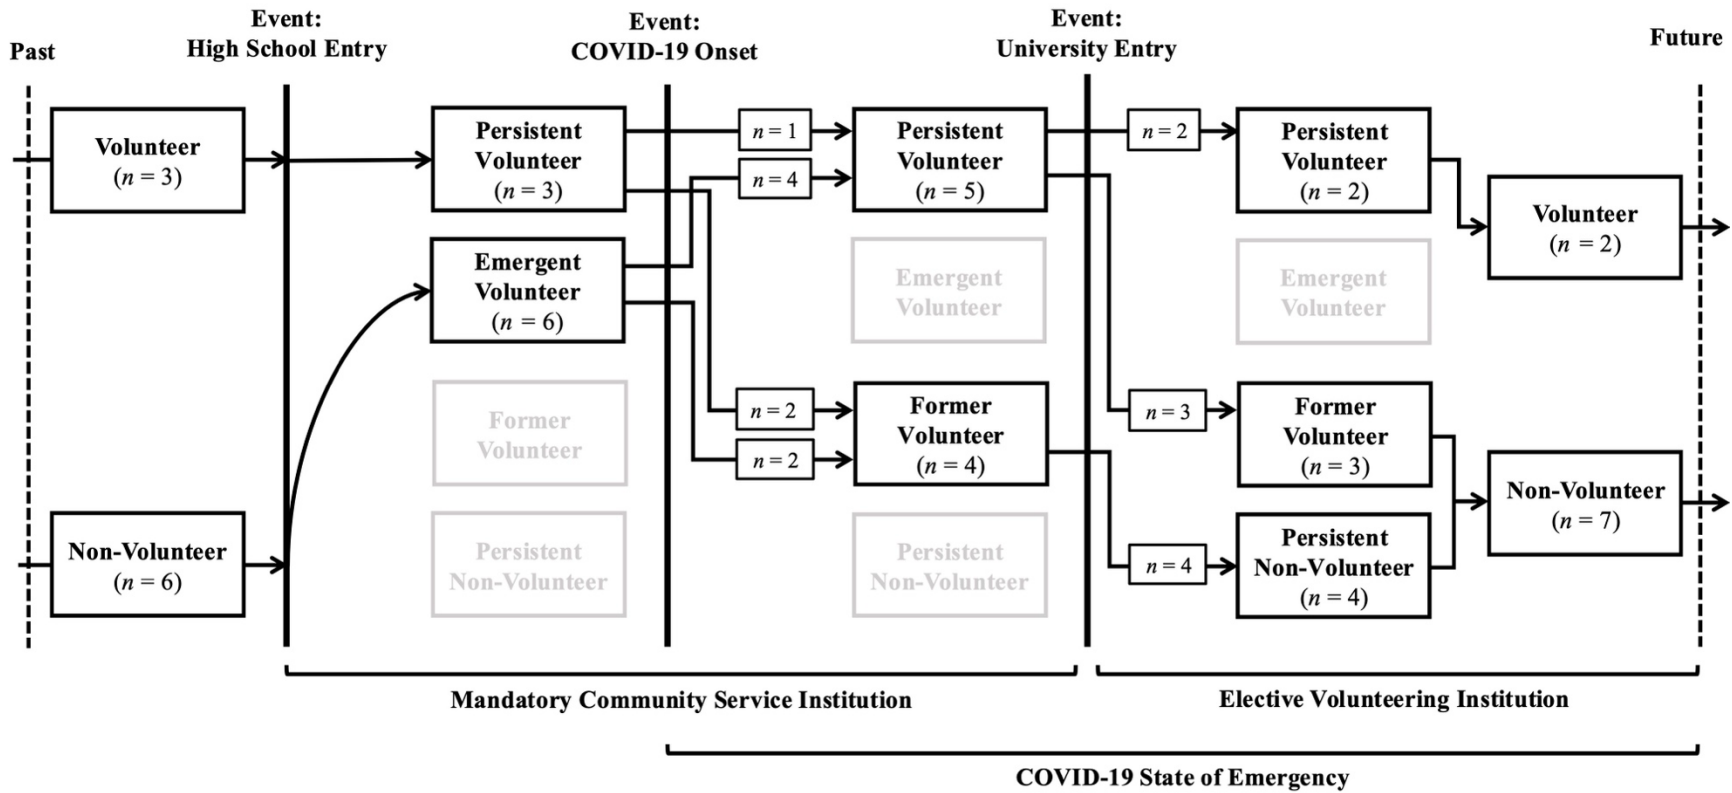 Past
Event:
High School Entry
Event:
COVID-19 Onset
Event:
University Entry
Future
Volunteer
(n = 3)
Non-Volunteer
(n = 6)
Persistent
Volunteer
(n = 3)
Emergent
Volunteer
(n = 6)
Former
Volunteer
Persistent
Non-Volunteer
n = 1
n = 4
n = 2
n = 2
Persistent
Volunteer
(n = 5)
Emergent
Volunteer
Former
Volunteer
(n = 4)
Persistent
Non-Volunteer
n = 2
n = 3
n = 4
Persistent
Volunteer
(n = 2)
Emergent
Volunteer
Former
Volunteer
(n = 3)
Persistent
Non-Volunteer
(n = 4)
Volunteer
(n = 2)
Non-Volunteer
(n = 7)
Mandatory Community Service Institution
Elective Volunteering Institution
COVID-19 State of Emergency